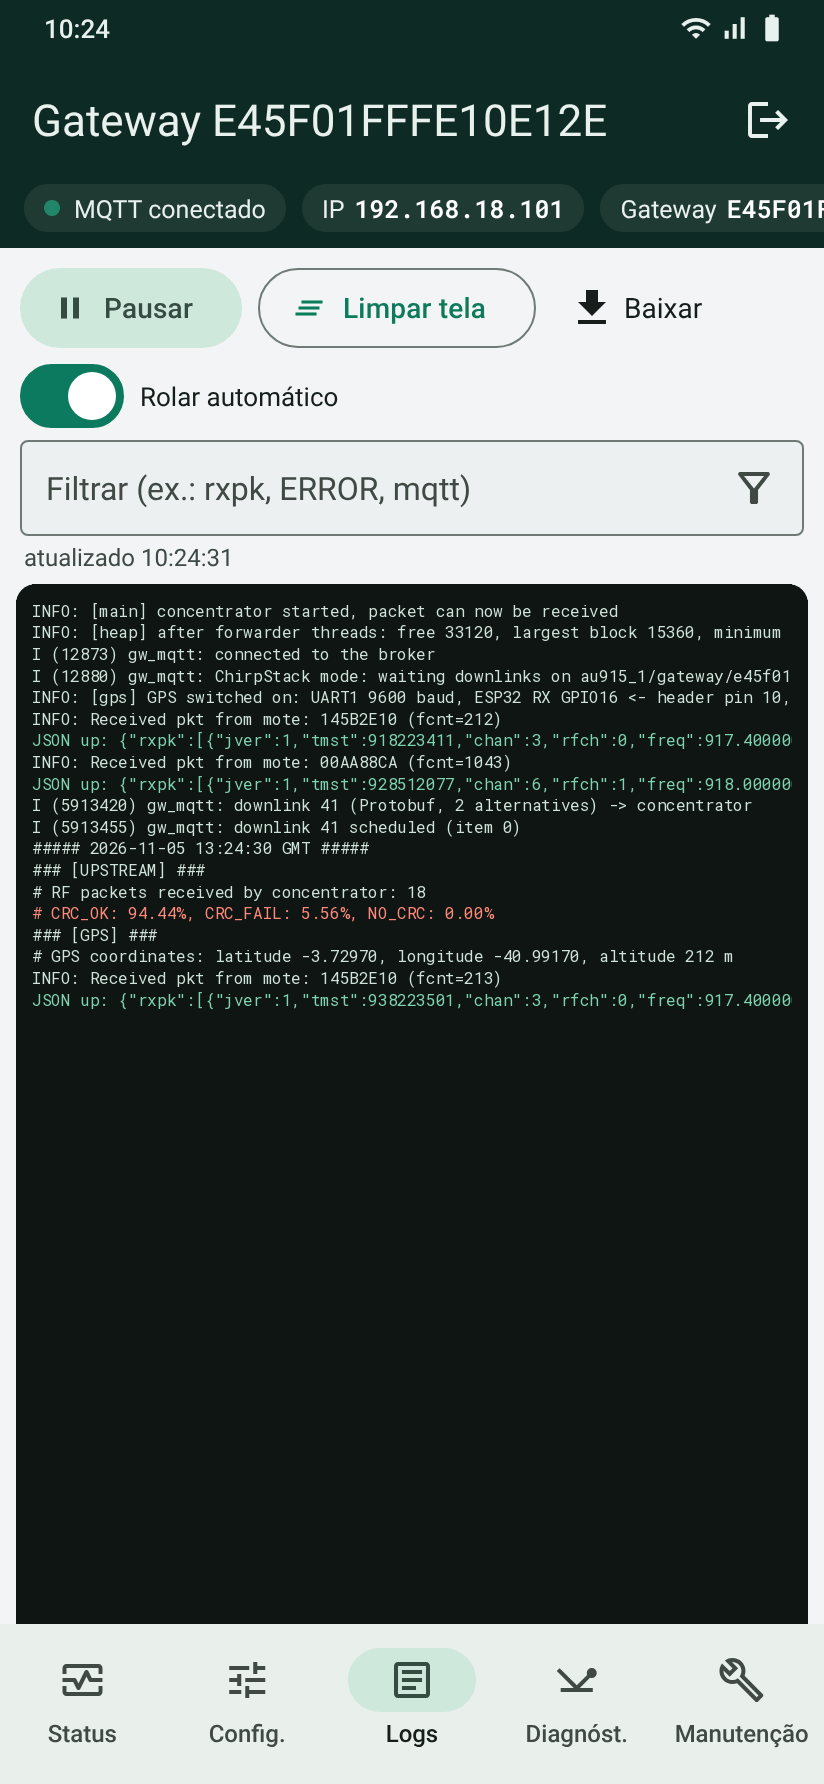 10:24
Gateway E45F01FFFE10E12E
MQTT conectado
IP 192.168.18.101
Gateway E45F01F
Pausar
Limpar tela
Baixar
Rolar automático
Filtrar (ex.: rxpk, ERROR, mqtt)
atualizado 10:24:31
INFO: [main] concentrator started, packet can now be received
INFO: [heap] after forwarder threads: free 33120, largest block 15360, minimum
I (12873) gw_mqtt: connected to the broker
I (12880) gw_mqtt: ChirpStack mode: waiting downlinks on au915_1/gateway/e45f01
INFO: [gps] GPS switched on: UART1 9600 baud, ESP32 RX GPIO16 <- header pin 10,
INFO: Received pkt from mote: 145B2E10 (fcnt=212)
JSON up: {"rxpk":[{"jver":1,"tmst":918223411,"chan":3,"rfch":0,"freq":917.400000
INFO: Received pkt from mote: 00AA88CA (fcnt=1043)
JSON up: {"rxpk":[{"jver":1,"tmst":928512077,"chan":6,"rfch":1,"freq":918.000000
I (5913420) gw_mqtt: downlink 41 (Protobuf, 2 alternatives) -> concentrator
I (5913455) gw_mqtt: downlink 41 scheduled (item 0)
##### 2026-11-05 13:24:30 GMT #####
### [UPSTREAM] ###
# RF packets received by concentrator: 18
# CRC_OK: 94.44%, CRC_FAIL: 5.56%, NO_CRC: 0.00%
### [GPS] ###
# GPS coordinates: latitude -3.72970, longitude -40.99170, altitude 212 m
INFO: Received pkt from mote: 145B2E10 (fcnt=213)
JSON up: {"rxpk":[{"jver":1,"tmst":938223501,"chan":3,"rfch":0,"freq":917.400000
Status
Config.
Logs
Diagnóst.
Manutenção